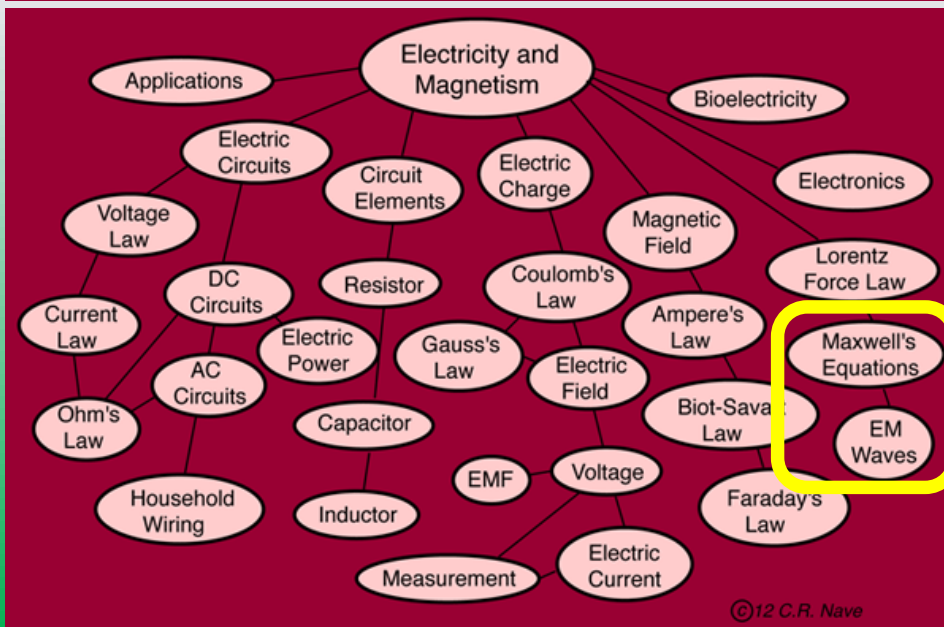 Electricity and
Magnetism
Applications
Bioelectricity
Electric
Circuits
Circuit
Elements
Electric
Charge
Electronics
Voltage
Law
Magnetic
Field
Lorentz
Force Law
DC
Circuits
Resistor
Coulomb's
Law
Current
Law
Electric
Power
Gauss's
Law
Ampere's
Law
Maxwell's
Equations
AC
Circuits
Electric
Field
Ohm's
Law
Capacitor
Biot-Savart
Law
EM
Waves
Household
Wiring
Inductor
EMF
Voltage
Faraday's
Law
Measurement
Electric
Current
©12 C.R. Nave